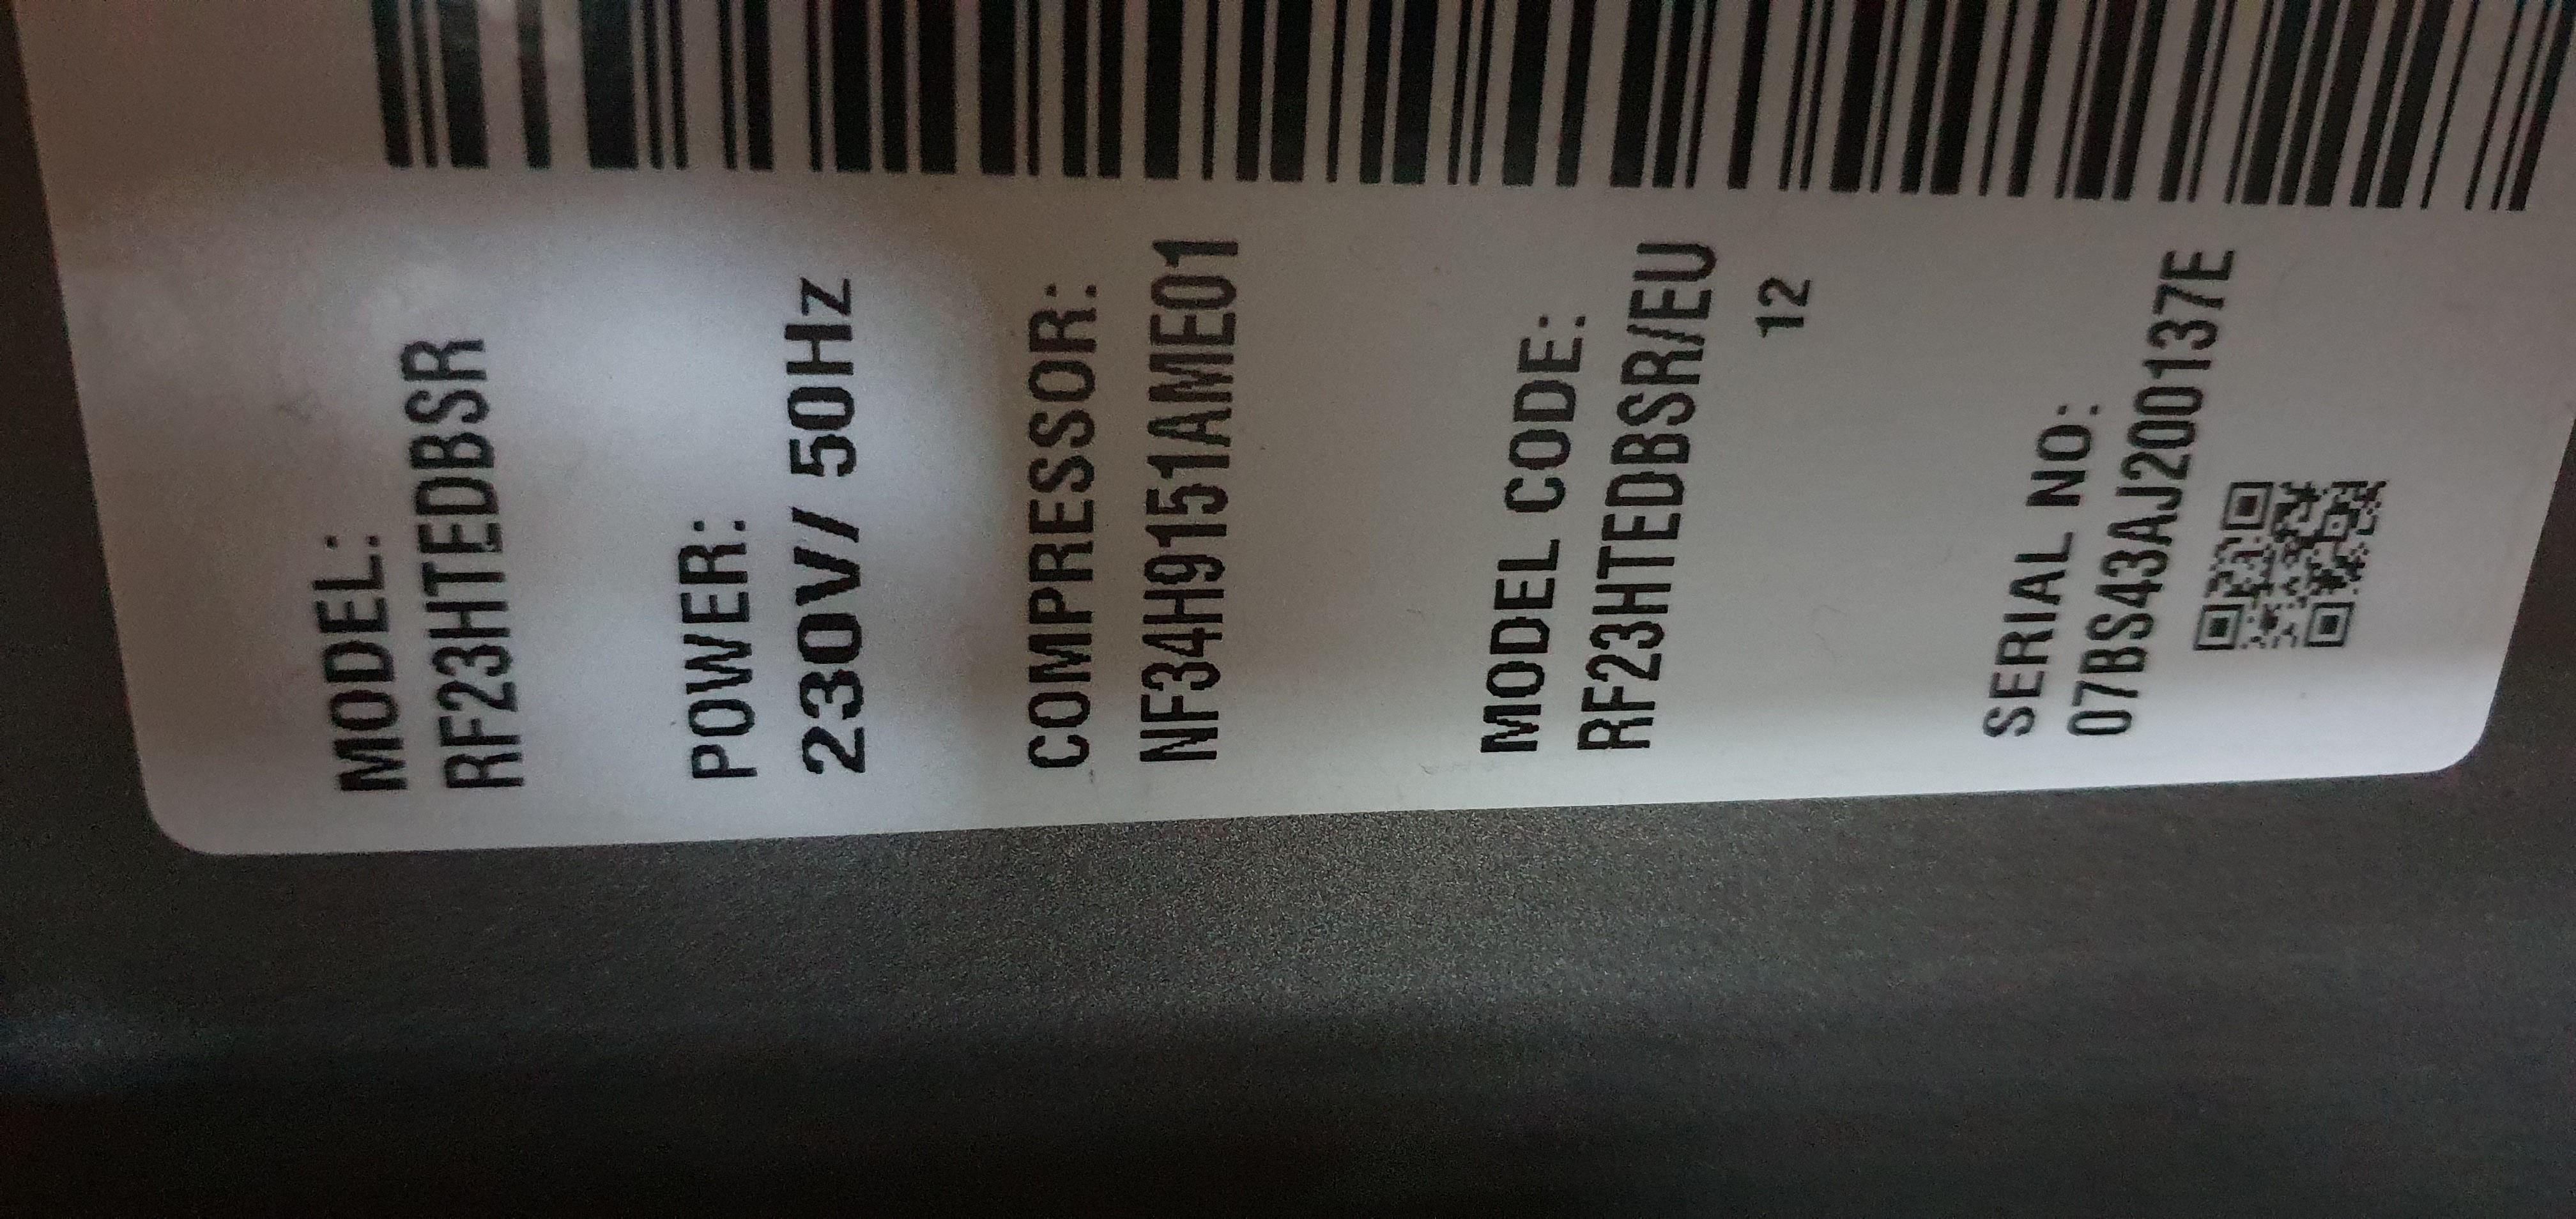 MODEL:
RF23HTEDBSR
POWER:
230V/ 50Hz
COMPRESSOR:
NF34H9151AME01
MODEL CODE:
RF23HTEDBSR/EU
12
SERIAL NO:
07BS43AJ200137E